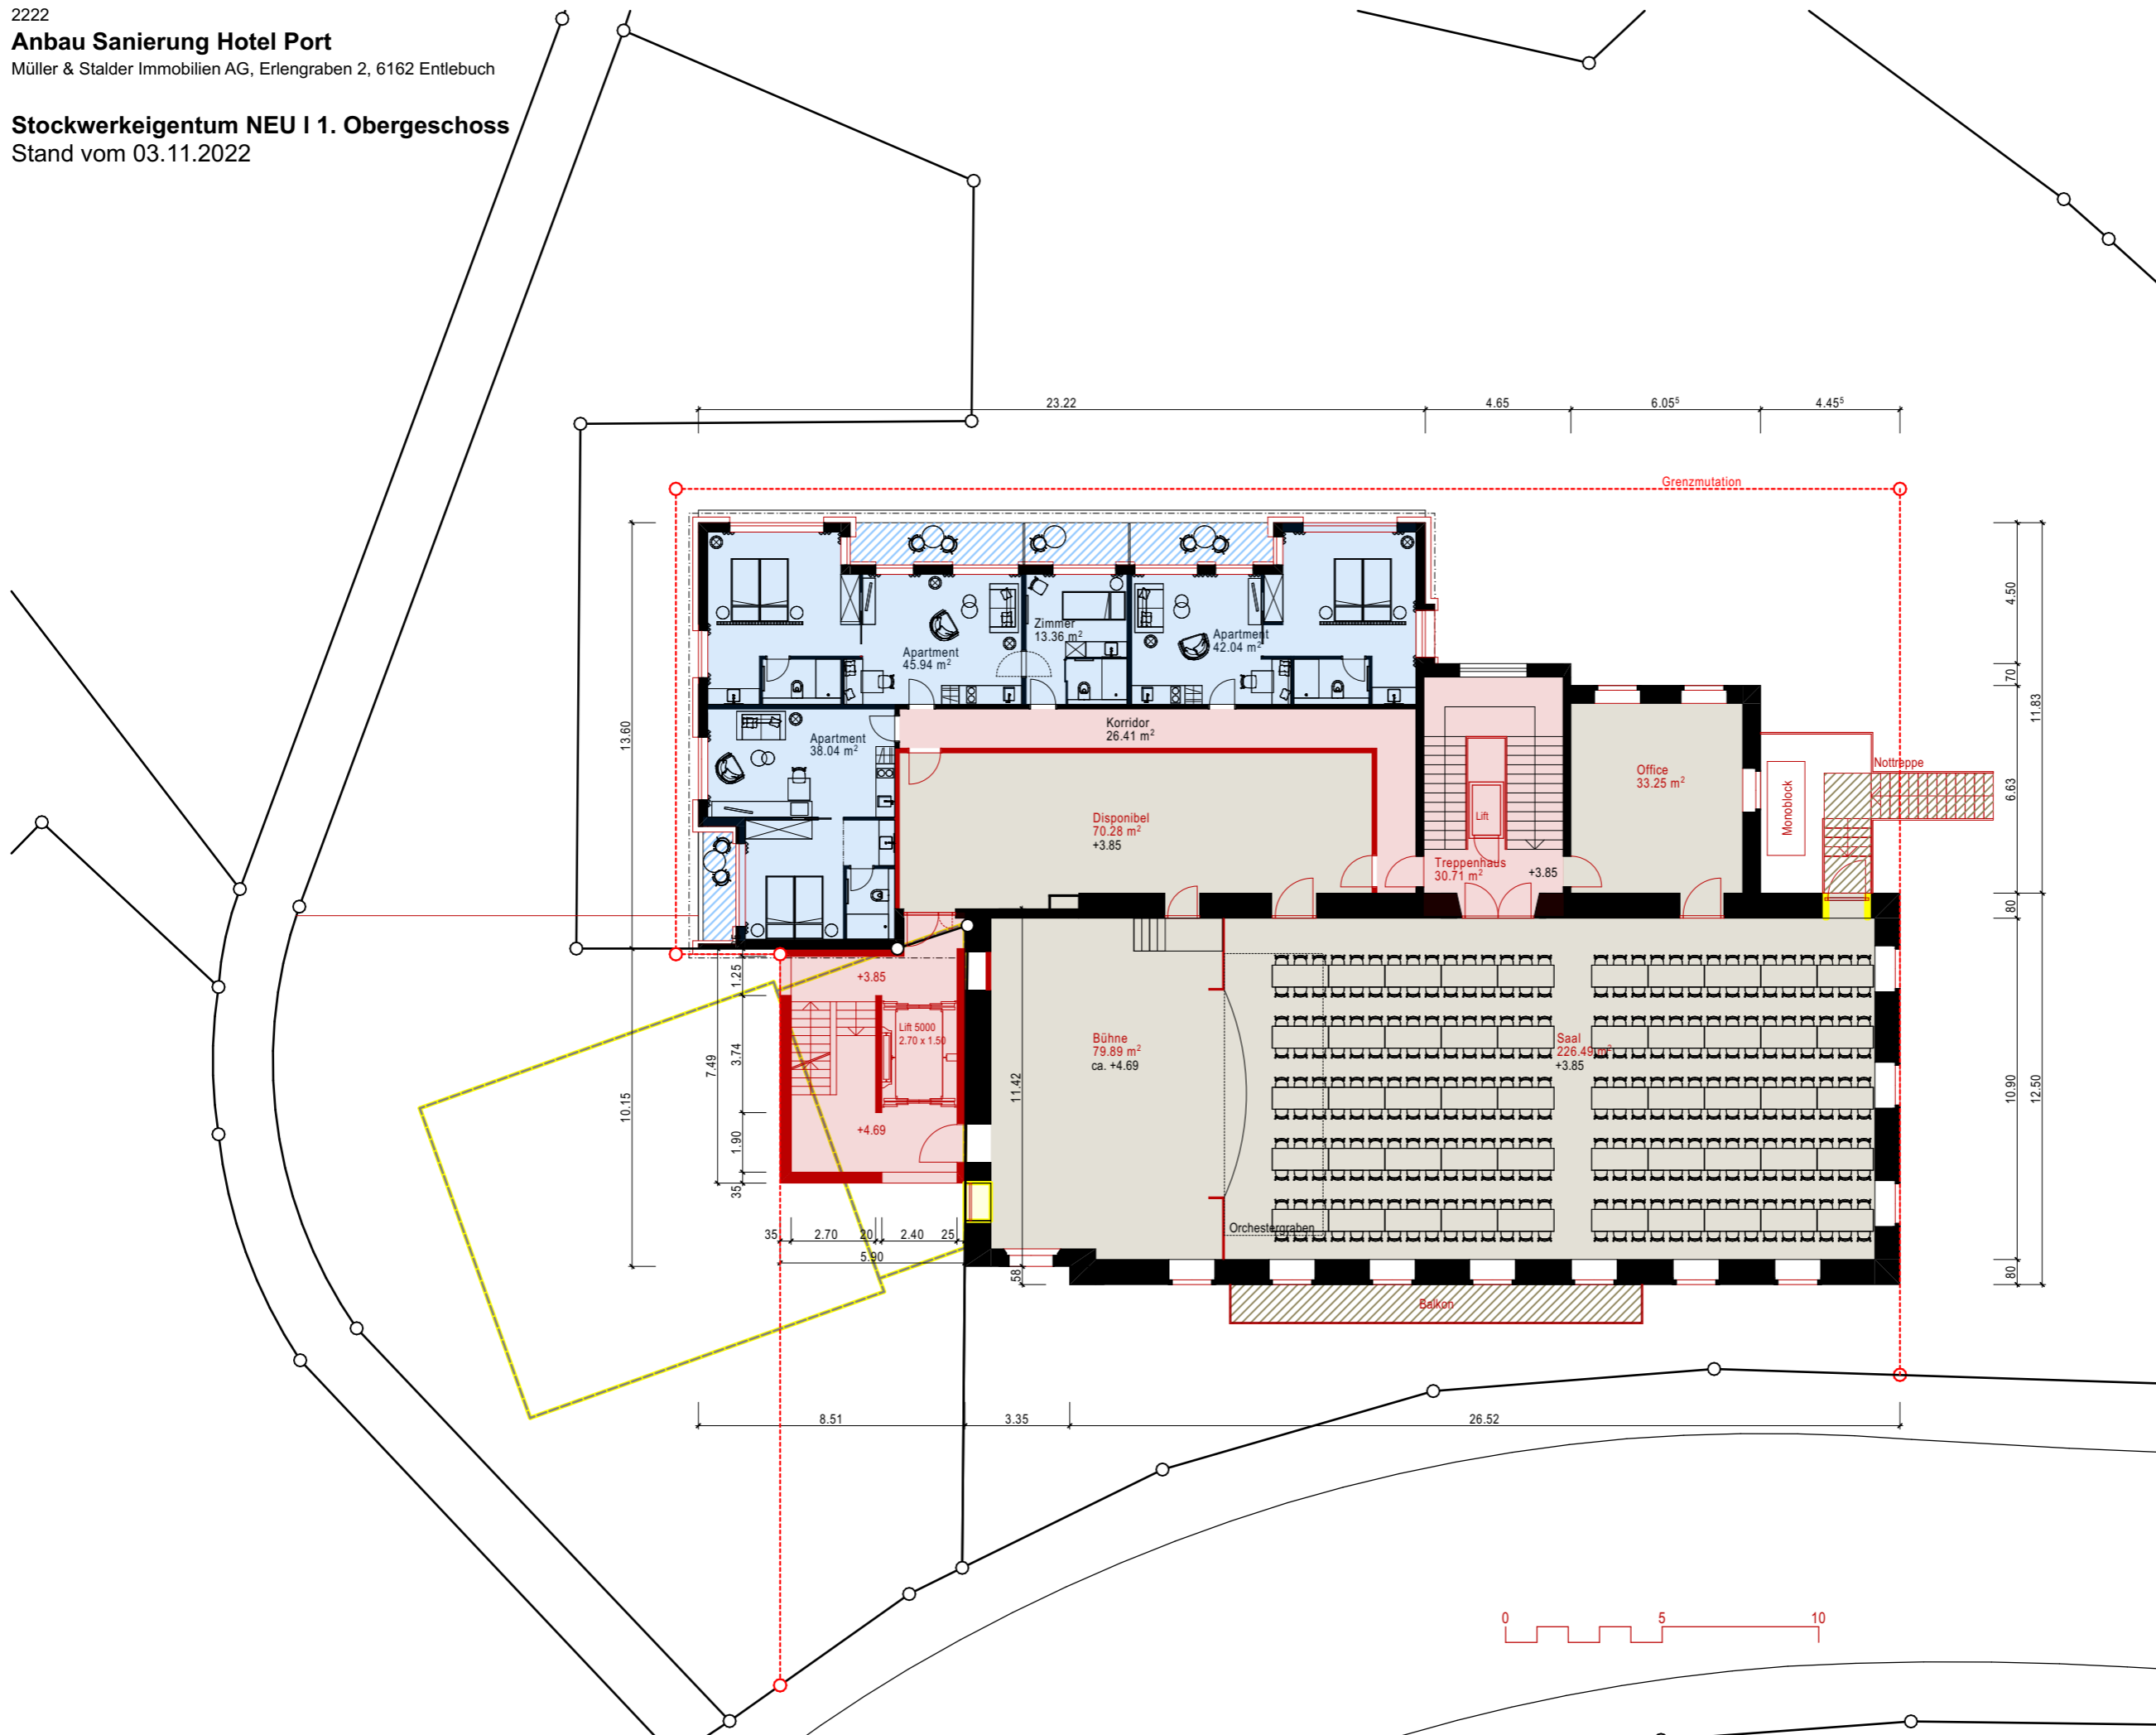 2222
Anbau Sanierung Hotel Port
Müller & Stalder Immobilien AG, Erlengraben 2, 6162 Entlebuch
Stockwerkeigentum NEU I 1. Obergeschoss
Stand vom 03.11.2022
23.22
4.65
6.05⁵
4.45⁵
Grenzmutation
Zimmer
13.36 m²
Apartment
45.94 m²
Apartment
42.04 m²
Apartment
38.04 m²
Korridor
26.41 m²
Disponibel
70.28 m²
+3.85
Office
33.25 m²
Lift
Treppenhaus
30.71 m²
+3.85
Monoblock
Nottreppe
13.60
10.15
4.50
70
6.63
80
10.90
80
11.83
12.50
+3.85
Lift 5000
2.70 x 1.50
+4.69
1.25
3.74
1.90
35
7.49
35
2.70
20
2.40
25
5.90
11.42
58
Bühne
79.89 m²
ca. +4.69
Saal
226.49 m²
+3.85
Orchestergraben
Balkon
8.51
3.35
26.52
0
5
10